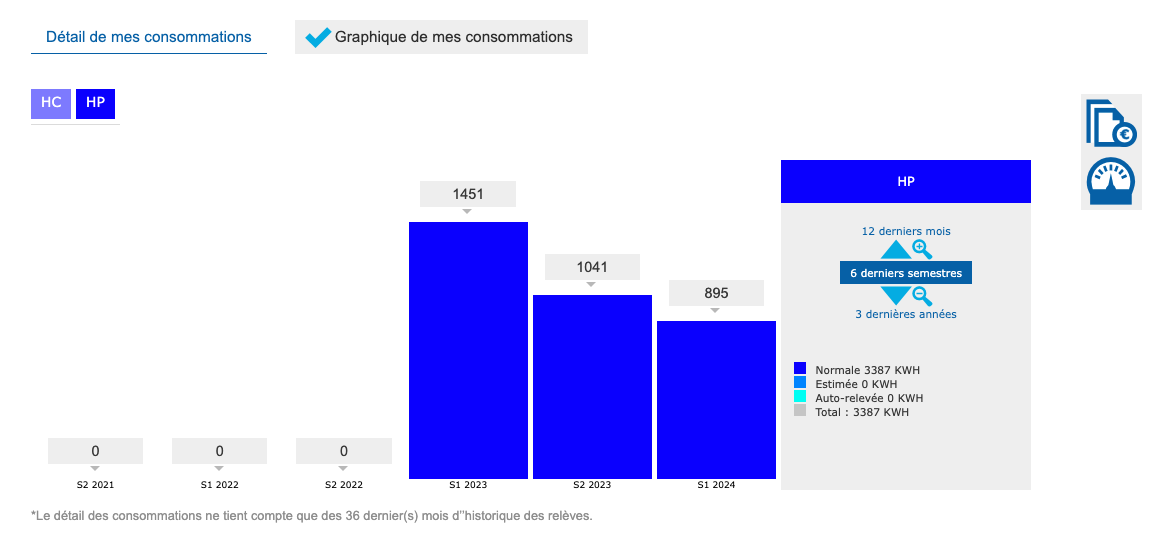 Détail de mes consommations
Graphique de mes consommations
HC HP
HP
12 derniers mois
6 derniers semestres
3 dernières années
€
1451
1041
895
0 0 0
Normale 3387 KWH
Estimée 0 KWH
Auto-relevée 0 KWH
Total : 3387 KWH
S2 2021 S1 2022 S2 2022 S1 2023 S2 2023 S1 2024
*Le détail des consommations ne tient compte que des 36 dernier(s) mois d''historique des relèves.